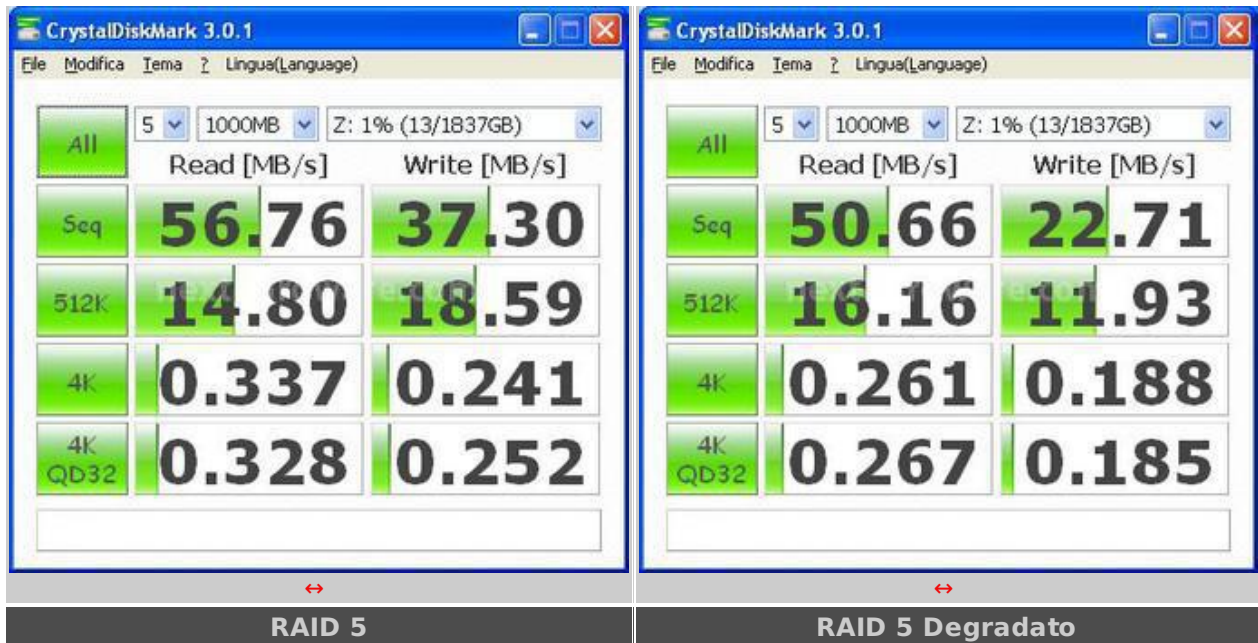 CrystalDiskMark 3.0.1
File Modifica Tema ? Lingua(Language)
All 5 1000MB Z: 1% (13/1837GB)
Read [MB/s] Write [MB/s]
Seq 56.76 37.30
512K 14.80 18.59
4K 0.337 0.241
4K QD32 0.328 0.252
RAID 5
CrystalDiskMark 3.0.1
File Modifica Tema ? Lingua(Language)
All 5 1000MB Z: 1% (13/1837GB)
Read [MB/s] Write [MB/s]
Seq 50.66 22.71
512K 16.16 11.93
4K 0.261 0.188
4K QD32 0.267 0.185
RAID 5 Degradato